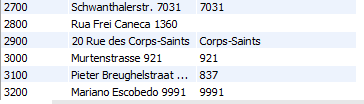 2700 Schwanthalerstr. 7031 7031
2800 Rua Frei Caneca 1360
2900 20 Rue des Corps-Saints Corps-Saints
3000 Murtenstrasse 921 921
3100 Pieter Breughelstraat ... 837
3200 Mariano Escobedo 9991 9991